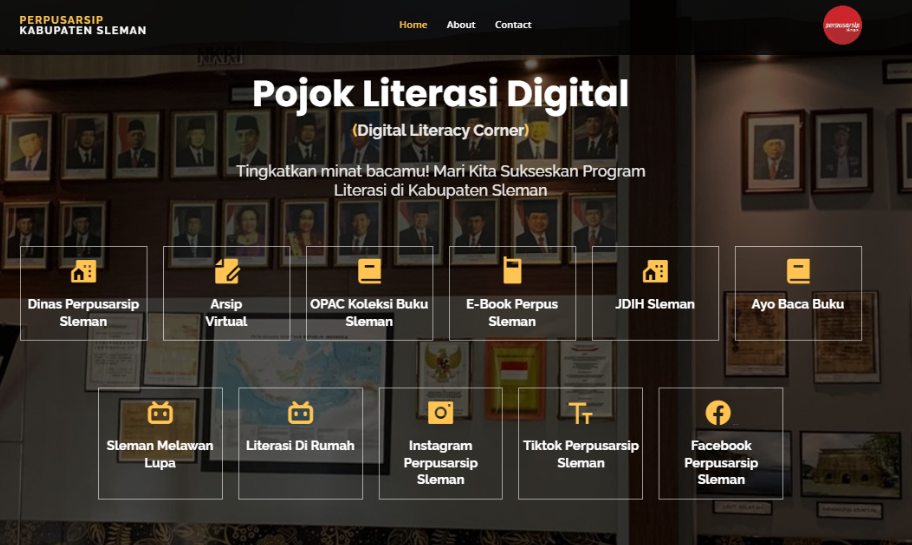 PERPUSARSIP
KABUPATEN SLEMAN
Home
About
Contact
perpusarsip
NKRI
Pojok Literasi Digital
(Digital Literacy Corner)
Tingkatkan minat bacamu! Mari Kita Sukseskan Program
Literasi di Kabupaten Sleman
Dinas Perpusarsip
Sleman
Arsip
Virtual
OPAC Koleksi Buku
Sleman
E-Book Perpus
Sleman
JDIH Sleman
Ayo Baca Buku
Sleman Melawan
Lupa
Literasi Di Rumah
Instagram
Perpusarsip
Sleman
Tiktok Perpusarsip
Sleman
Facebook
Perpusarsip
Sleman